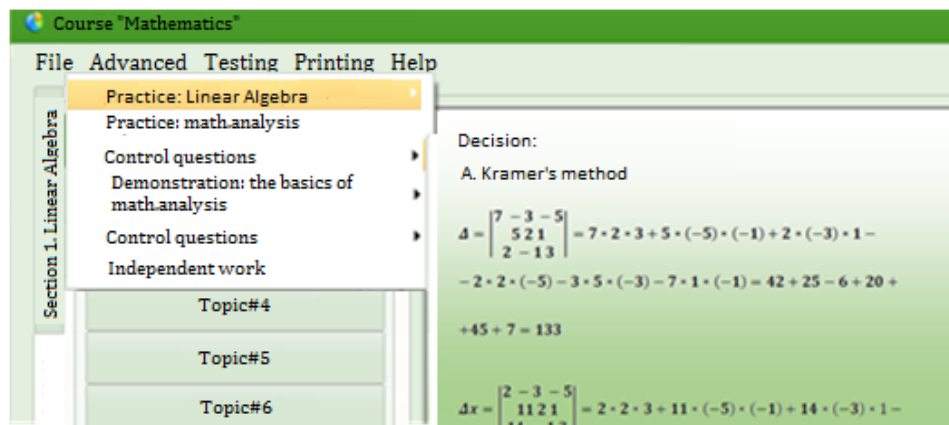 Course "Mathematics"
File Advanced Testing Printing Help
Practice: Linear Algebra
Practice: math.analysis
Control questions
Demonstration: the basics of
math.analysis
Control questions
Independent work
Section 1. Linear Algebra
Topic#4
Topic#5
Topic#6
Decision:
A. Kramer's method
Δ = |7 − 3 − 5
5 2 1
2 − 1 3| = 7 • 2 • 3 + 5 • (−5) • (−1) + 2 • (−3) • 1 −
− 2 • 2 • (−5) − 3 • 5 • (−3) − 7 • 1 • (−1) = 42 + 25 − 6 + 20 +
+45 + 7 = 133
Δx = |2 − 3 − 5
11 2 1| = 2 • 2 • 3 + 11 • (−5) • (−1) + 14 • (−3) • 1 −